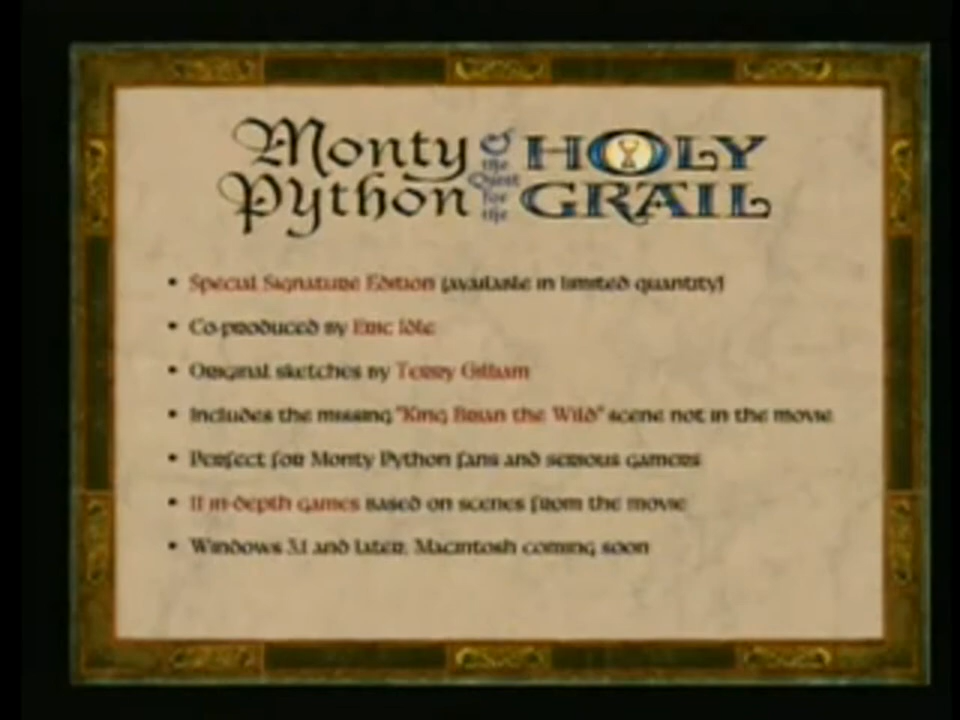 Monty Python & the Quest for the HOLY GRAIL
• Special Signature Edition (available in limited quantity)
• Co-produced by Eric Idle
• Original sketches by Terry Gilliam
• Includes the missing "King Brian the Wild" scene not in the movie
• Perfect for Monty Python fans and serious gamers
• 11 in-depth games based on scenes from the movie
• Windows 3.1 and later, Macintosh coming soon